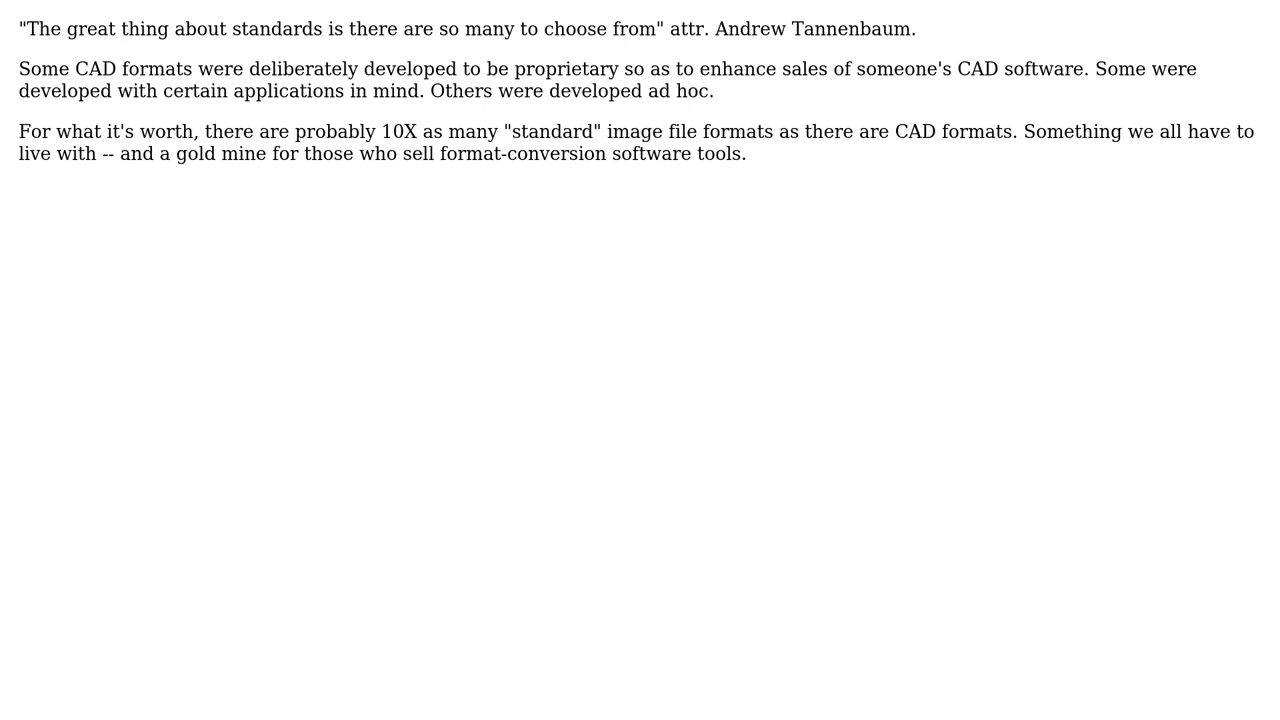 "The great thing about standards is there are so many to choose from" attr. Andrew Tannenbaum.
Some CAD formats were deliberately developed to be proprietary so as to enhance sales of someone's CAD software. Some were
developed with certain applications in mind. Others were developed ad hoc.
For what it's worth, there are probably 10X as many "standard" image file formats as there are CAD formats. Something we all have to
live with -- and a gold mine for those who sell format-conversion software tools.